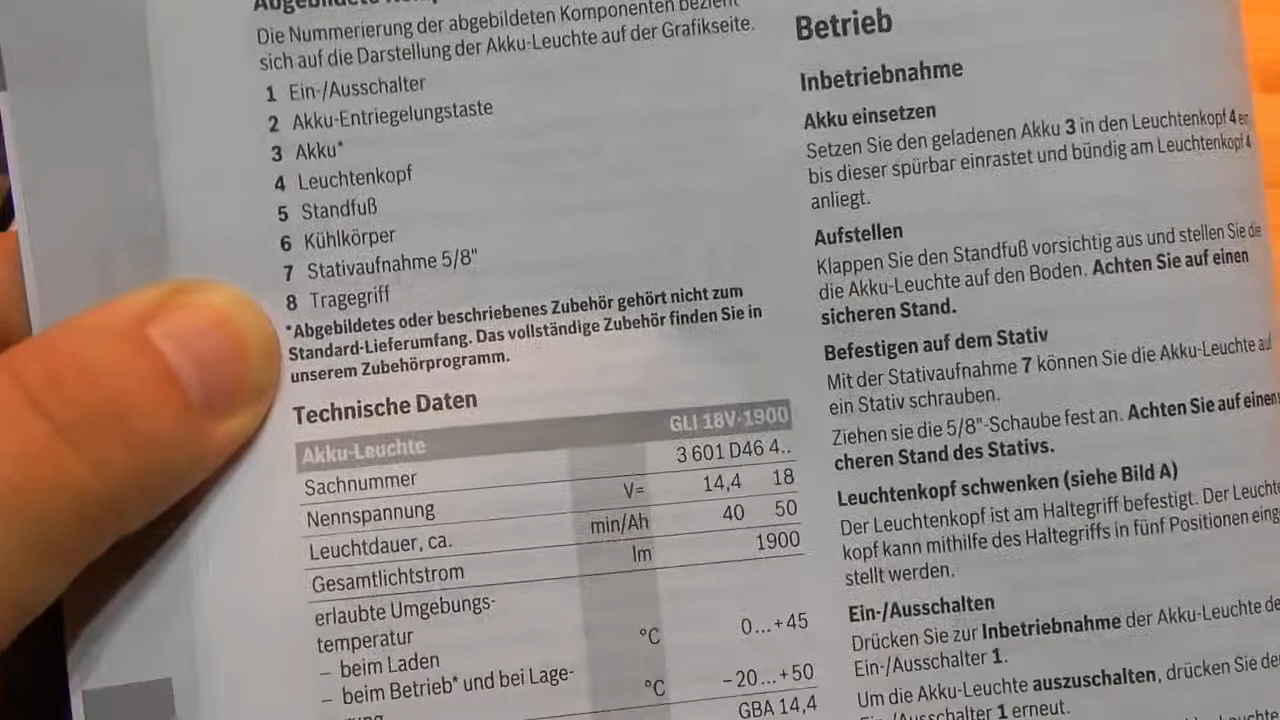 Die Nummerierung der abgebildeten Komponenten bezieht
sich auf die Darstellung der Akku-Leuchte auf der Grafikseite.
1 Ein-/Ausschalter
2 Akku-Entriegelungstaste
3 Akku*
4 Leuchtenkopf
5 Standfuß
6 Kühlkörper
7 Stativaufnahme 5/8"
8 Tragegriff
*Abgebildetes oder beschriebenes Zubehör gehört nicht zum
Standard-Lieferumfang. Das vollständige Zubehör finden Sie in
unserem Zubehörprogramm.
Technische Daten
Akku-Leuchte GLI 18V-1900
Sachnummer 3 601 D46 4..
Nennspannung V= 14,4 18
Leuchtdauer, ca. min/Ah 40 50
Gesamtlichtstrom lm 1900
erlaubte Umgebungs-
temperatur
– beim Laden °C 0...+45
– beim Betrieb* und bei Lage- °C –20...+50
GBA 14,4
Betrieb
Inbetriebnahme
Akku einsetzen
Setzen Sie den geladenen Akku 3 in den Leuchtenkopf 4
bis dieser spürbar einrastet und bündig am Leuchtenkopf 4
anliegt.
Aufstellen
Klappen Sie den Standfuß vorsichtig aus und stellen Sie die
die Akku-Leuchte auf den Boden. Achten Sie auf einen
sicheren Stand.
Befestigen auf dem Stativ
Mit der Stativaufnahme 7 können Sie die Akku-Leuchte auf
ein Stativ schrauben.
Ziehen sie die 5/8"-Schaube fest an. Achten Sie auf einen
cheren Stand des Stativs.
Leuchtenkopf schwenken (siehe Bild A)
Der Leuchtenkopf ist am Haltegriff befestigt. Der Leucht
kopf kann mithilfe des Haltegriffs in fünf Positionen eing
stellt werden.
Ein-/Ausschalten
Drücken Sie zur Inbetriebnahme der Akku-Leuchte de
Ein-/Ausschalter 1.
Um die Akku-Leuchte auszuschalten, drücken Sie de
Ein-/Ausschalter 1 erneut.